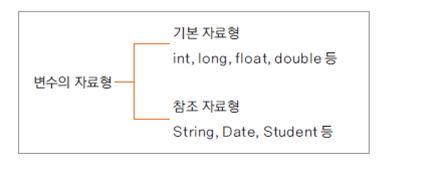 기본 자료형
int, long, float, double 등
변수의 자료형
참조 자료형
String, Date, Student 등